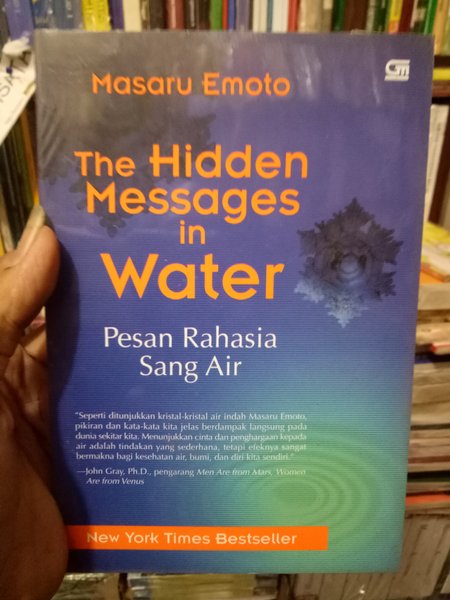 Masaru Emoto
The Hidden
Messages
in
Water
Pesan Rahasia
Sang Air
"Seperti ditunjukkan kristal-kristal air indah Masaru Emoto,
pikiran dan kata-kata kita jelas berdampak langsung pada
dunia sekitar kita. Menunjukkan cinta dan penghargaan kepada
air adalah tindakan yang sederhana, tetapi efeknya sangat
bermakna bagi kesehatan air, bumi, dan diri kita sendiri."
—John Gray, Ph.D., pengarang Men Are from Mars, Women
Are from Venus
New York Times Bestseller